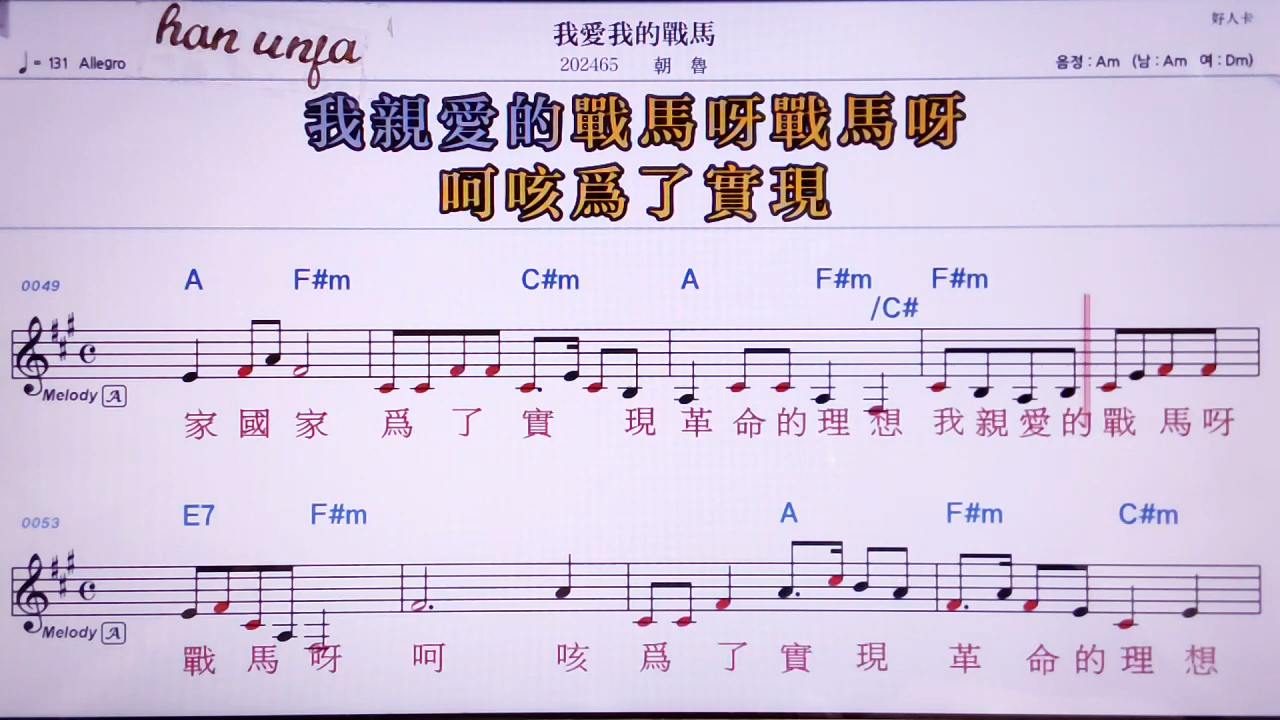 han unfa
我愛我的戰馬
好人卡
♩= 131 Allegro
202465 朝 魯
음정 : Am (남 : Am 여 : Dm)
我親愛的戰馬呀戰馬呀
呵咳爲了實現
A F#m C#m A F#m /C# F#m
0049
Melody A
家 國 家 爲 了 實 現 革 命 的 理 想 我 親 愛 的 戰 馬 呀
E7 F#m A F#m C#m
0053
Melody A
戰 馬 呀 呵 咳 爲 了 實 現 革 命 的 理 想